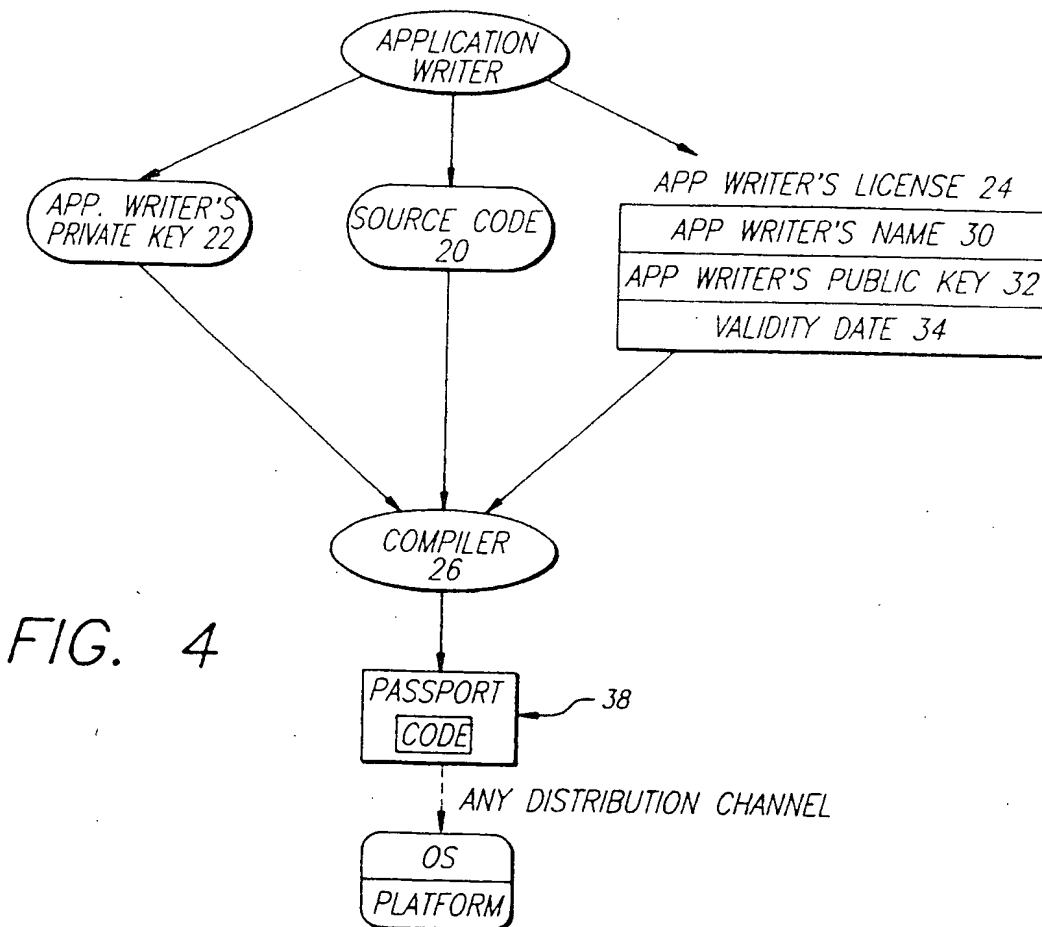 APPLICATION
WRITER
APP. WRITER'S
PRIVATE KEY 22
SOURCE CODE
20
APP WRITER'S LICENSE 24
APP WRITER'S NAME 30
APP WRITER'S PUBLIC KEY 32
VALIDITY DATE 34
COMPILER
26
FIG. 4
PASSPORT
CODE
38
ANY DISTRIBUTION CHANNEL
OS
PLATFORM